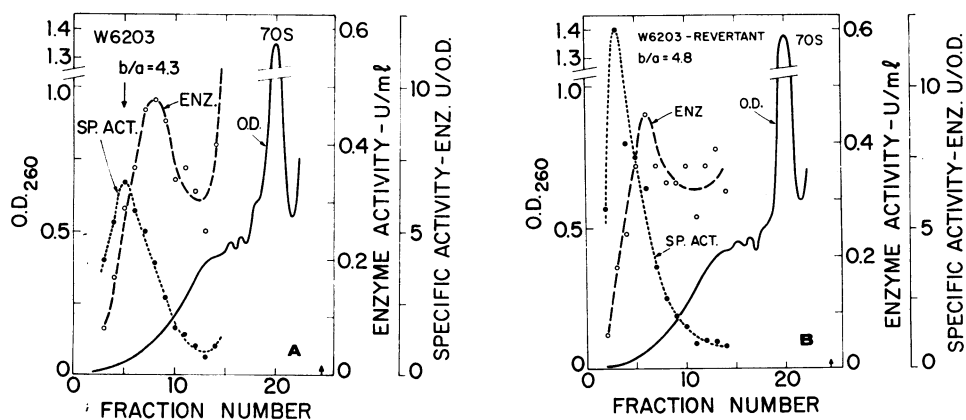 W6203
b/a=4.3
SP. ACT.
ENZ.
O.D.
70S
A
O.D.260
1.4
1.3
1.0
0.5
0
0
10
20
FRACTION NUMBER
0.6
0.4
0.2
0
ENZYME ACTIVITY-U/ml
10
5
0
SPECIFIC ACTIVITY-ENZ. U/O.D.
W6203-REVERTANT
b/a=4.8
ENZ
O.D.
70S
SP. ACT.
B
O.D.260
1.4
1.3
1.0
0.5
0
0
10
20
FRACTION NUMBER
0.6
0.4
0.2
0
ENZYME ACTIVITY-U/ml
10
5
0
SPECIFIC ACTIVITY-ENZ. U/O.D.